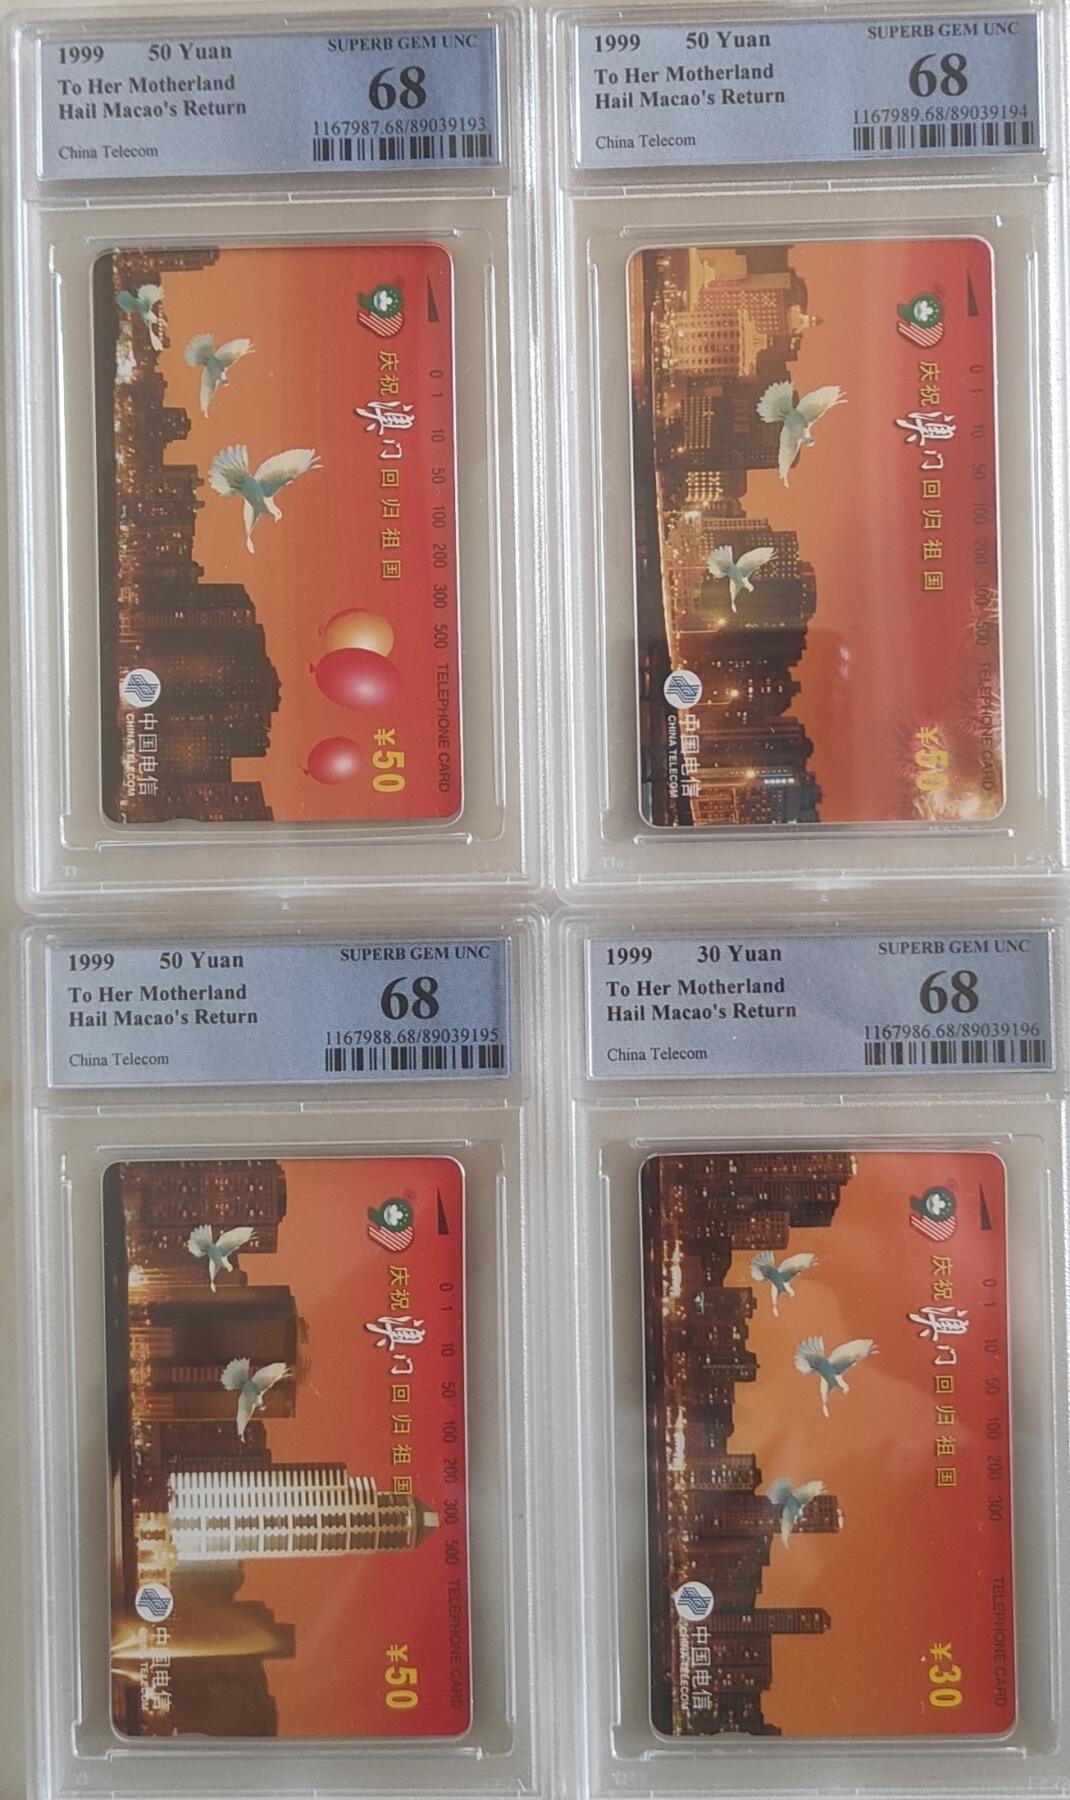 1999 50 Yuan
SUPERB GEM UNC
To Her Motherland
68
Hail Macao's Return
1167987.68/89039193
China Telecom
庆祝澳门回归祖国
0 1 10 50 100 200 300 500 TELEPHONE CARD
¥50
中国电信
CHINA TELECOM
1999 50 Yuan
SUPERB GEM UNC
To Her Motherland
68
Hail Macao's Return
1167989.68/89039194
China Telecom
庆祝澳门回归祖国
0 1 10 50 100 200 300 500 TELEPHONE CARD
¥50
中国电信
CHINA TELECOM
1999 50 Yuan
SUPERB GEM UNC
To Her Motherland
68
Hail Macao's Return
1167988.68/89039195
China Telecom
庆祝澳门回归祖国
0 1 10 50 100 200 300 500 TELEPHONE CARD
¥50
中国电信
CHINA TELECOM
1999 30 Yuan
SUPERB GEM UNC
To Her Motherland
68
Hail Macao's Return
1167986.68/89039196
China Telecom
庆祝澳门回归祖国
0 1 10 50 100 200 300 TELEPHONE CARD
¥30
中国电信
CHINA TELECOM